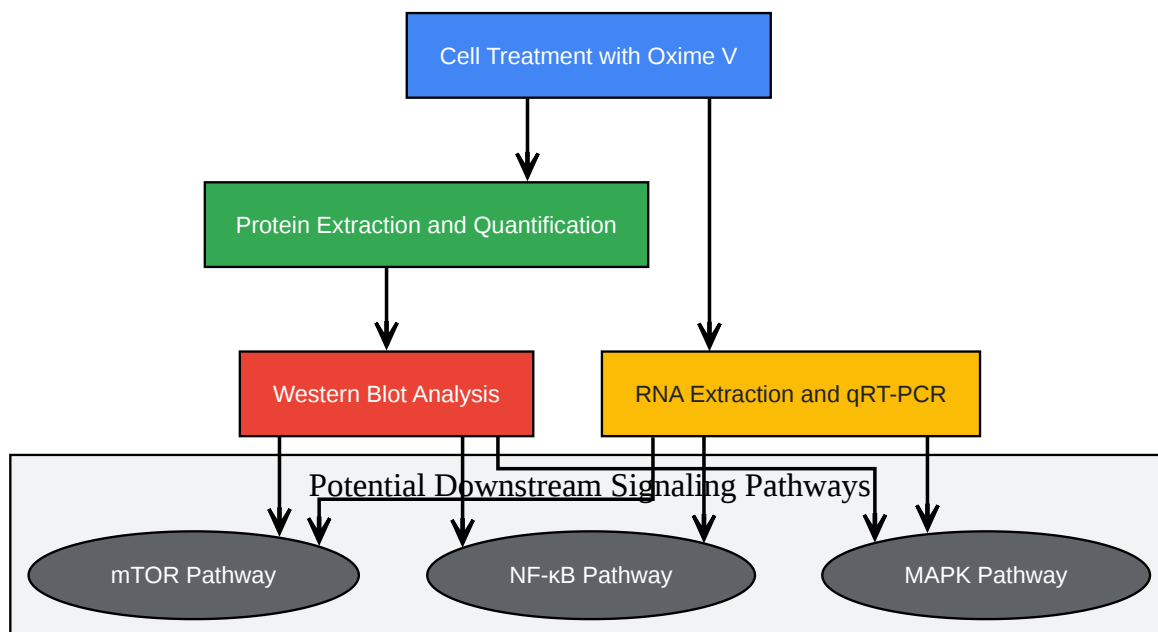 Cell Treatment with Oxime V
Protein Extraction and Quantification
Western Blot Analysis
RNA Extraction and qRT-PCR
Potential Downstream Signaling Pathways
mTOR Pathway
NF-κB Pathway
MAPK Pathway